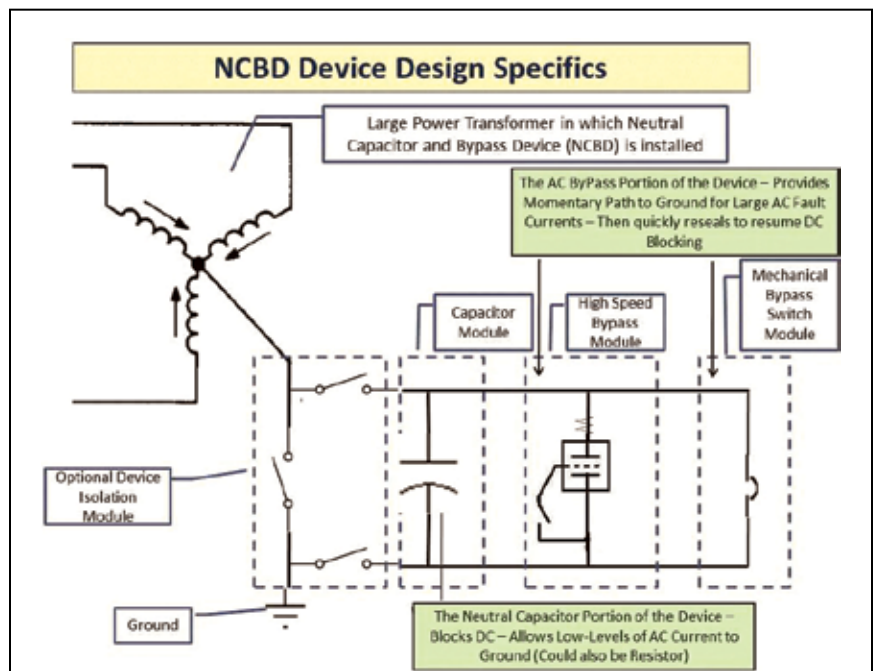 NCBD Device Design Specifics
Large Power Transformer in which Neutral
Capacitor and Bypass Device (NCBD) is installed
The AC ByPass Portion of the Device – Provides
Momentary Path to Ground for Large AC Fault
Currents – Then quickly reseals to resume DC
Blocking
Capacitor
Module
High Speed
Bypass
Module
Mechanical
Bypass
Switch
Module
Optional Device
Isolation
Module
Ground
The Neutral Capacitor Portion of the Device –
Blocks DC – Allows Low-Levels of AC Current to
Ground (Could also be Resistor)